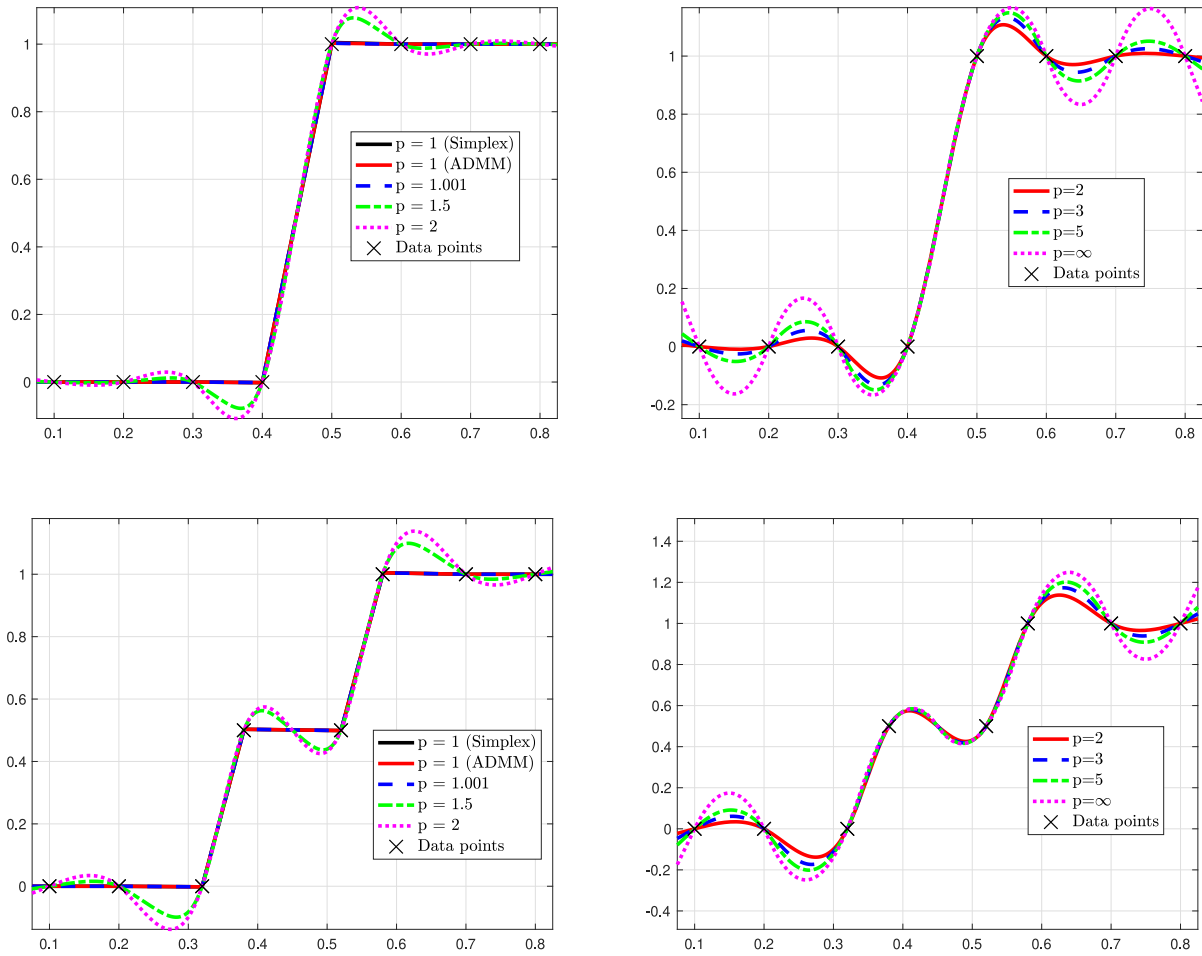 1
0.8
0.6
0.4
0.2
0
0.1 0.2 0.3 0.4 0.5 0.6 0.7 0.8
p = 1 (Simplex)
p = 1 (ADMM)
p = 1.001
p = 1.5
p = 2
Data points
1
0.8
0.6
0.4
0.2
0
-0.2
0.1 0.2 0.3 0.4 0.5 0.6 0.7 0.8
p=2
p=3
p=5
p=∞
Data points
1
0.8
0.6
0.4
0.2
0
0.1 0.2 0.3 0.4 0.5 0.6 0.7 0.8
p = 1 (Simplex)
p = 1 (ADMM)
p = 1.001
p = 1.5
p = 2
Data points
1.4
1.2
1
0.8
0.6
0.4
0.2
0
-0.2
-0.4
0.1 0.2 0.3 0.4 0.5 0.6 0.7 0.8
p=2
p=3
p=5
p=∞
Data points